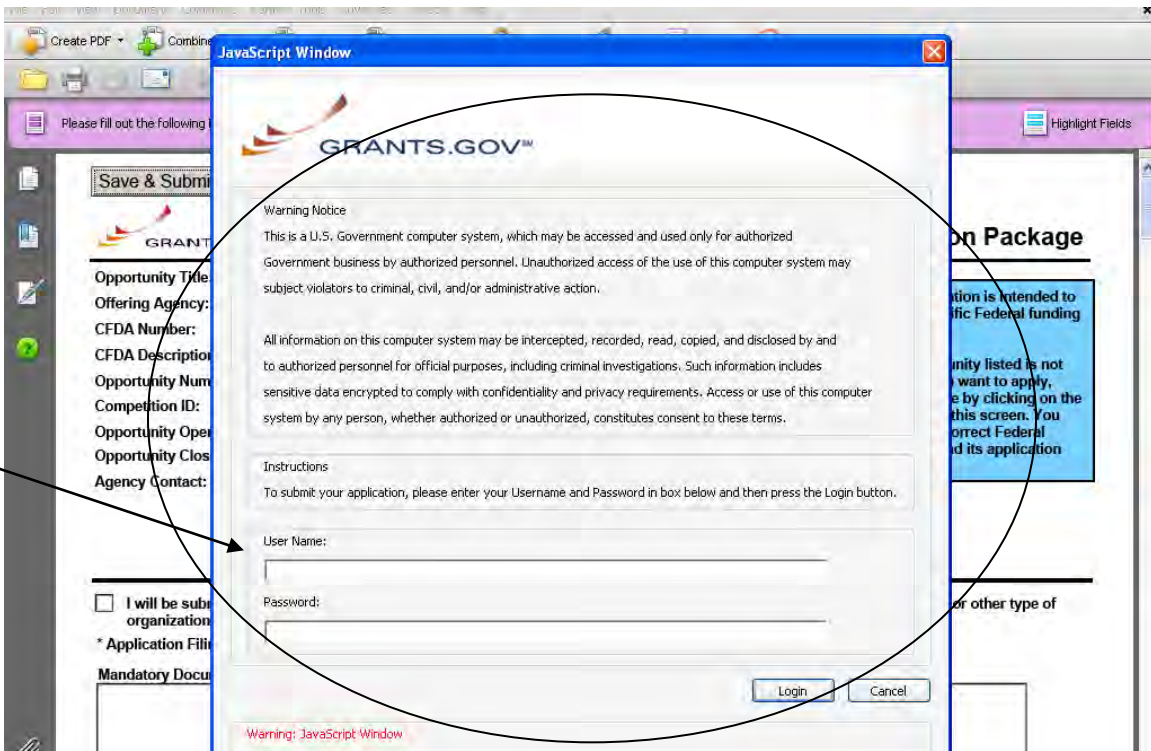 Create PDF
Combine
JavaScript Window
Please fill out the following
Highlight Fields
GRANTS.GOV℠
Save & Submi
GRANT
on Package
Warning Notice
This is a U.S. Government computer system, which may be accessed and used only for authorized
Government business by authorized personnel. Unauthorized access of the use of this computer system may
subject violators to criminal, civil, and/or administrative action.
All information on this computer system may be intercepted, recorded, read, copied, and disclosed by and
to authorized personnel for official purposes, including criminal investigations. Such information includes
sensitive data encrypted to comply with confidentiality and privacy requirements. Access or use of this computer
system by any person, whether authorized or unauthorized, constitutes consent to these terms.
Opportunity Title
Offering Agency:
CFDA Number:
CFDA Description
Opportunity Num
Competition ID:
Opportunity Oper
Opportunity Clos
Agency Contact:
tion is intended to
ific Federal funding
unity listed is not
want to apply,
e by clicking on the
this screen. You
orrect Federal
d its application
Instructions
To submit your application, please enter your Username and Password in box below and then press the Login button.
User Name:
Password:
I will be subr
organization
or other type of
* Application Filin
Mandatory Docu
Login
Cancel
Warning: JavaScript Window